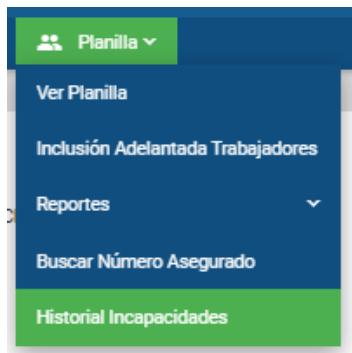 Planilla
Ver Planilla
Inclusión Adelantada Trabajadores
Reportes
Buscar Número Asegurado
Historial Incapacidades